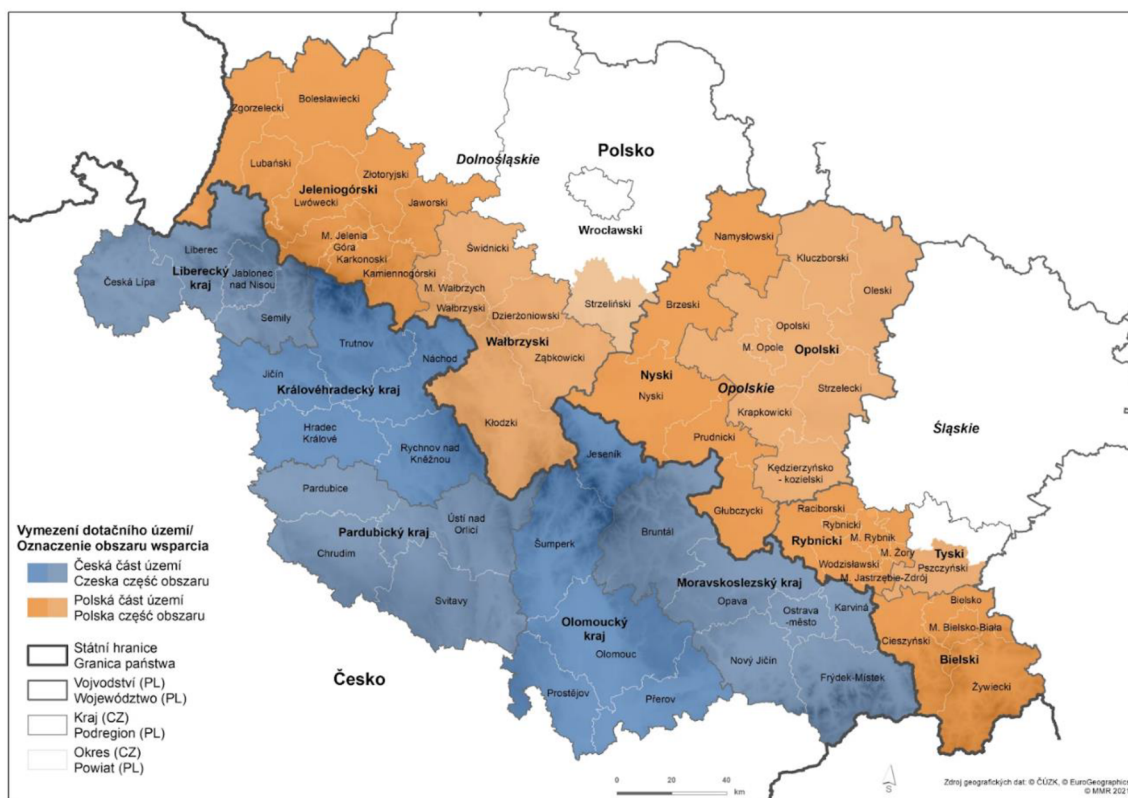 Zgorzelecki
Bolesławiecki
Lubański
Złotoryjski
Jeleniogórski
Lwówecki
Jaworski
M. Jelenia
Góra
Karkonoski
Kamiennogórski
Dolnośląskie
Polsko
Wrocławski
Świdnicki
M. Wałbrzych
Wałbrzyski
Dzierżoniowski
Strzeliński
Wałbrzyski
Ząbkowicki
Kłodzki
Namysłowski
Kluczborski
Oleski
Brzeski
Opolski
M. Opole
Opolski
Nyski
Nyski
Opolskie
Strzelecki
Krapkowicki
Prudnicki
Kędzierzyńsko
- kozielski
Głubczycki
Śląskie
Raciborski
Rybnicki
M. Rybnik
Rybnicki
M. Żory
Tyski
Wodzisławski
Pszczyński
M. Jastrzębie-Zdrój
Bielsko
Cieszyński
M. Bielsko-Biała
Bielski
Żywiecki
Liberec
Česká Lípa
Liberecký
kraj
Jablonec
nad Nisou
Semily
Trutnov
Náchod
Jičín
Královéhradecký kraj
Hradec
Králové
Rychnov nad
Kněžnou
Pardubice
Pardubický kraj
Ústí nad
Orlicí
Chrudim
Svitavy
Jeseník
Šumperk
Bruntál
Moravskoslezský kraj
Opava
Ostrava
-město
Karviná
Olomoucký
kraj
Olomouc
Nový Jičín
Frýdek-Místek
Prostějov
Přerov
Česko
Vymezení dotačního území/
Oznaczenie obszaru wsparcia
Česká část území
Czeska część obszaru
Polská část území
Polska część obszaru
Státní hranice
Granica państwa
Vojvodství (PL)
Województwo (PL)
Kraj (CZ)
Podregion (PL)
Okres (CZ)
Powiat (PL)
0 20 40
km
S
Zdroj geografických dat: © ČÚZK, © EuroGeographics
© MMR 2021